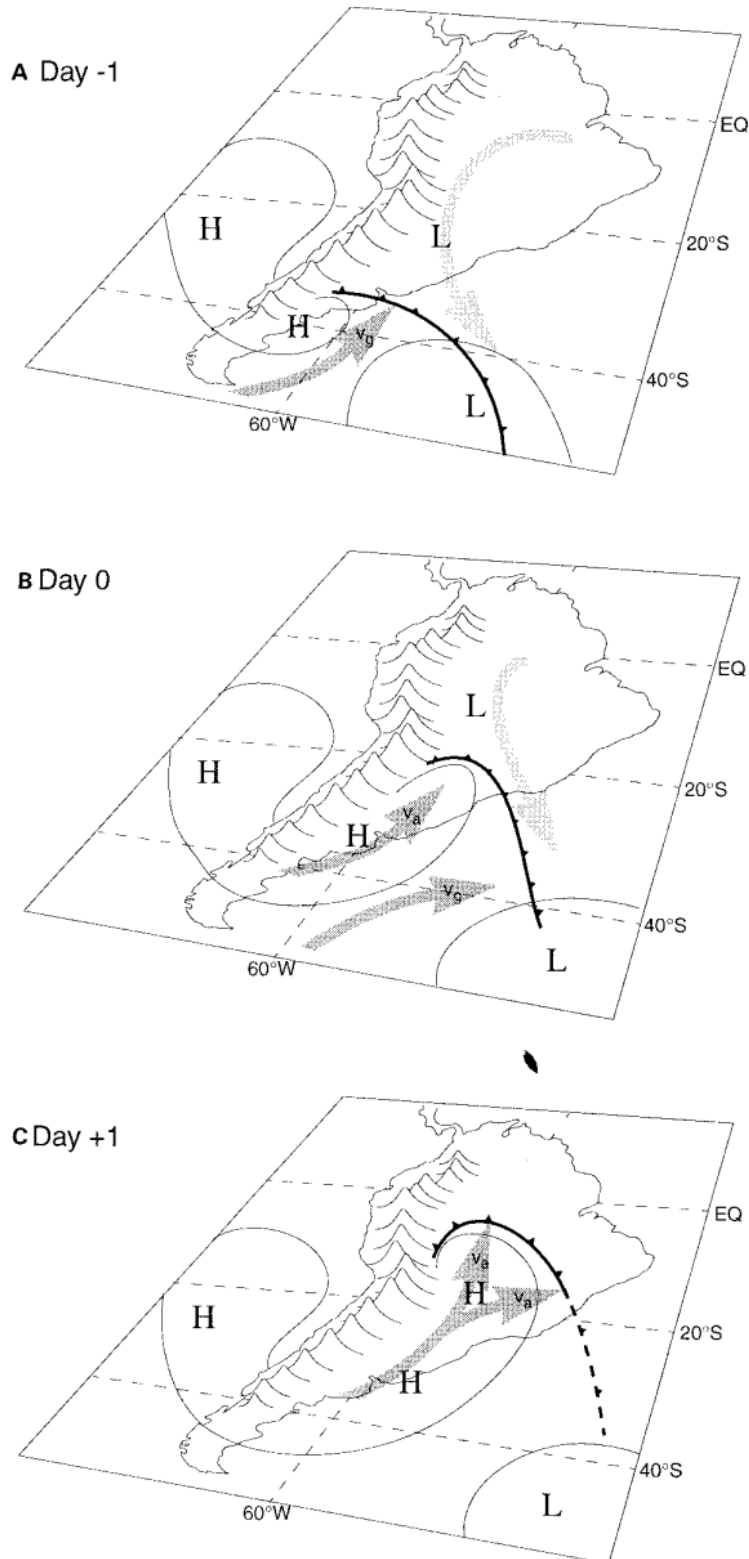 A Day -1
EQ
H
L
20°S
H
v_g
40°S
L
60°W
B Day 0
EQ
L
H
20°S
v_a
H
v_g
40°S
L
60°W
C Day +1
EQ
v_a
H
v_a
H
20°S
H
40°S
L
60°W